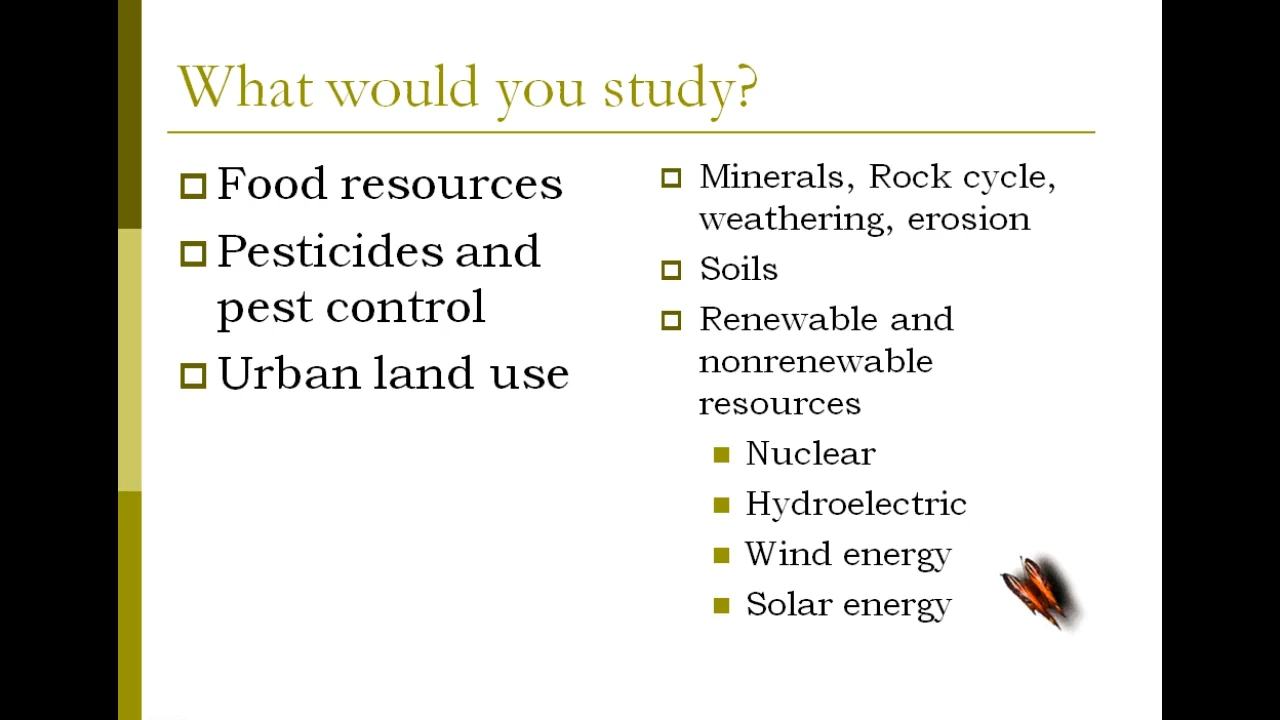 What would you study?
Food resources
Pesticides and
pest control
Urban land use
Minerals, Rock cycle,
weathering, erosion
Soils
Renewable and
nonrenewable
resources
Nuclear
Hydroelectric
Wind energy
Solar energy